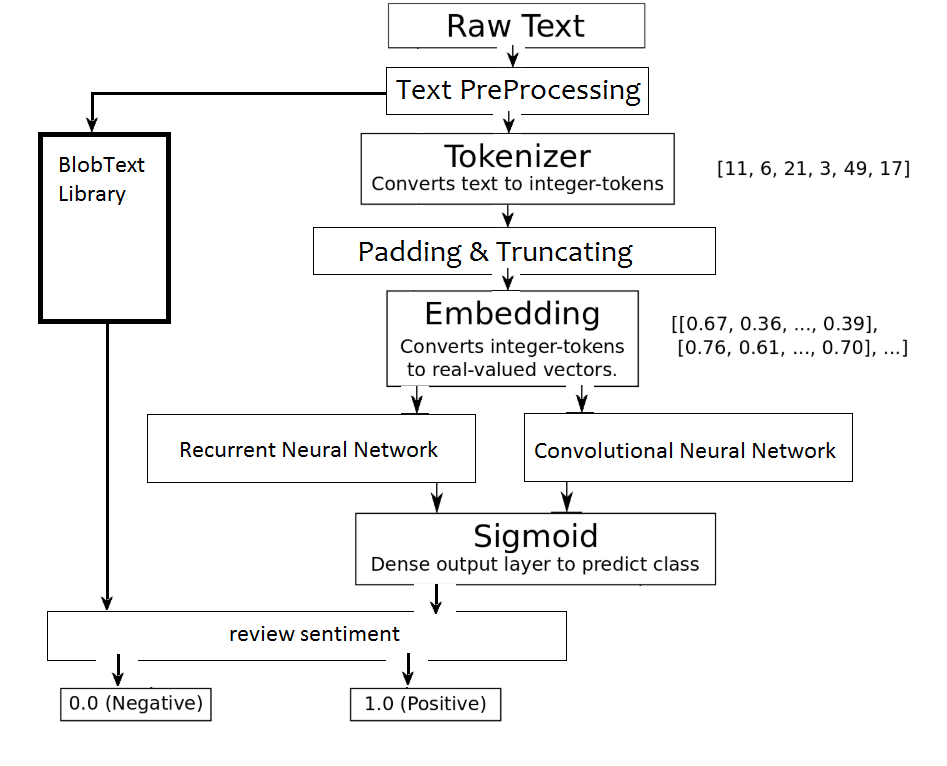 Raw Text
Text PreProcessing
BlobText
Library
Tokenizer
Converts text to integer-tokens
[11, 6, 21, 3, 49, 17]
Padding & Truncating
Embedding
Converts integer-tokens
to real-valued vectors.
[[0.67, 0.36, ..., 0.39],
[0.76, 0.61, ..., 0.70], ...]
Recurrent Neural Network
Convolutional Neural Network
Sigmoid
Dense output layer to predict class
review sentiment
0.0 (Negative)
1.0 (Positive)